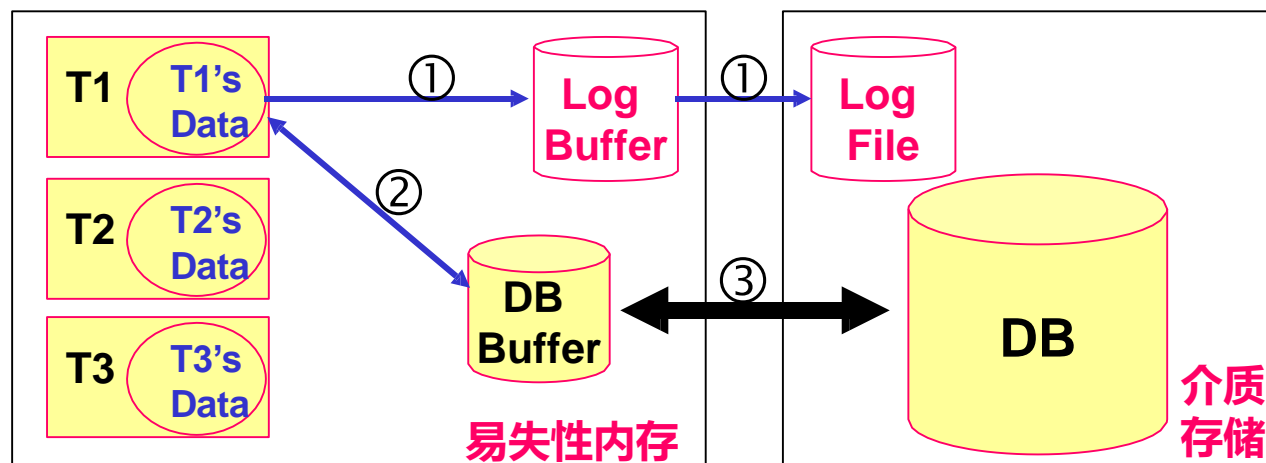 T1
T1's
Data
①
Log
Buffer
①
Log
File
②
T2
T2's
Data
DB
Buffer
③
DB
T3
T3's
Data
易失性内存
介质
存储